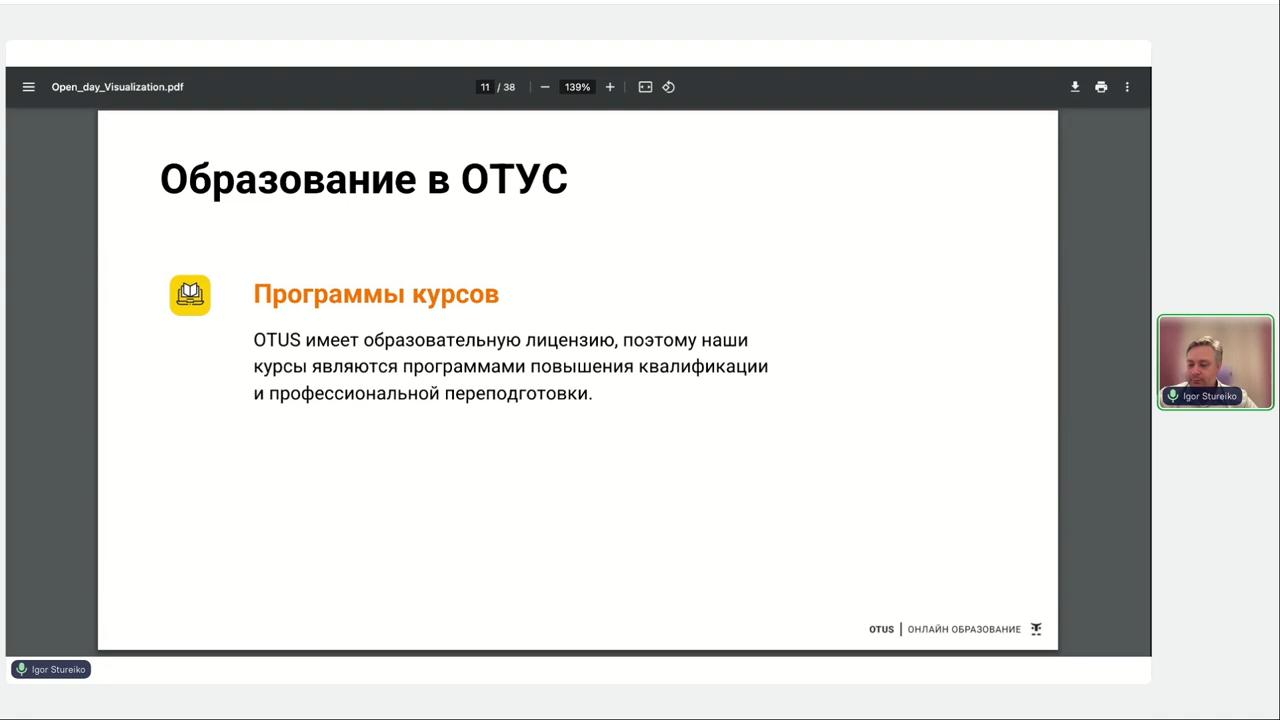 Open_day_Visualization.pdf
11 / 38
139%
Образование в ОТУС
Программы курсов
OTUS имеет образовательную лицензию, поэтому наши
курсы являются программами повышения квалификации
и профессиональной переподготовки.
OTUS | ОНЛАЙН ОБРАЗОВАНИЕ
Igor Stureiko
Igor Stureiko